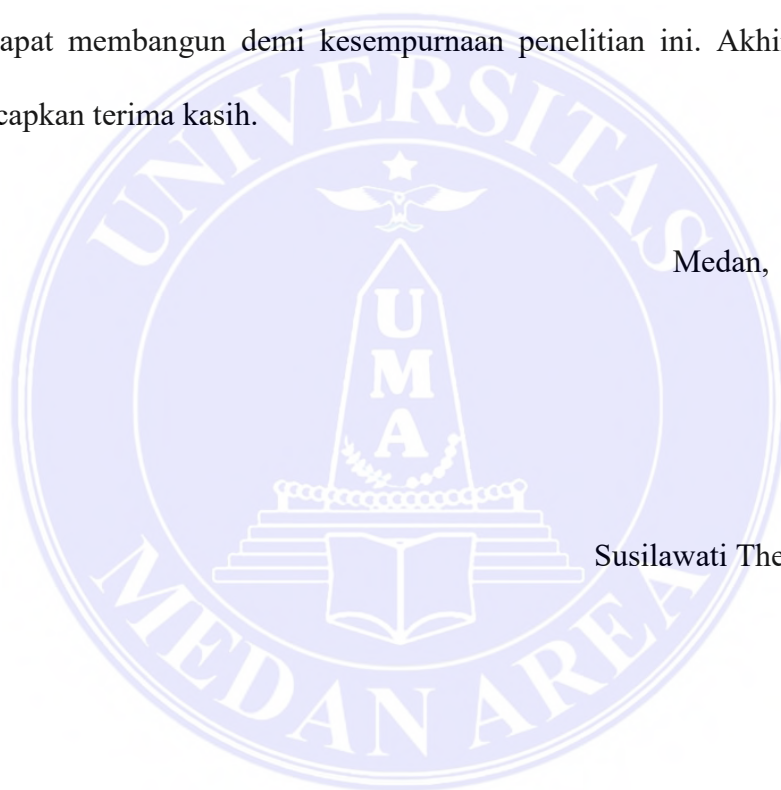 apat membangun demi kesempurnaan penelitian ini. Akhi
capkan terima kasih.
UNIVERSITAS
Medan,
U
M
A
Susilawati The
MEDAN AREA